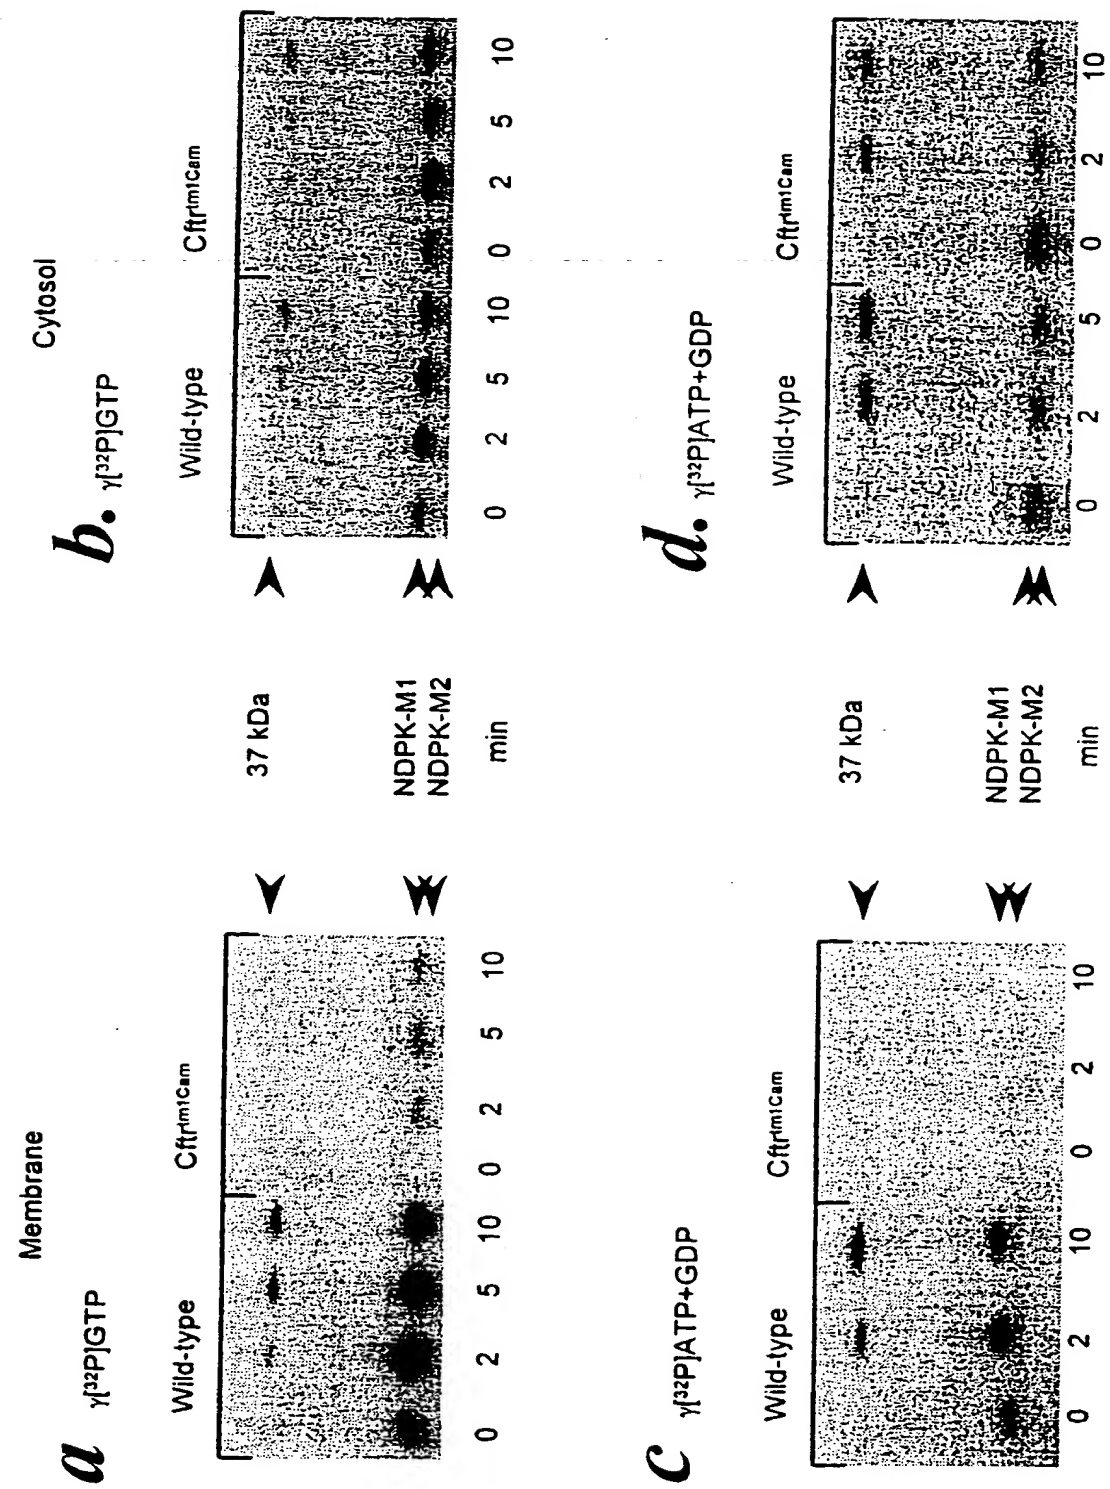 Membrane
a γ[³²P]GTP
Wild-type Cftrtm1Cam
0 2 5 10 0 2 5 10
37 kDa
NDPK-M1
NDPK-M2
min
Cytosol
b. γ[³²P]GTP
Wild-type Cftrtm1Cam
0 2 5 10 0 2 5 10
c γ[³²P]ATP+GDP
Wild-type Cftrtm1Cam
0 2 10 0 2 10
37 kDa
NDPK-M1
NDPK-M2
min
d. γ[³²P]ATP+GDP
Wild-type Cftrtm1Cam
0 2 5 0 2 10